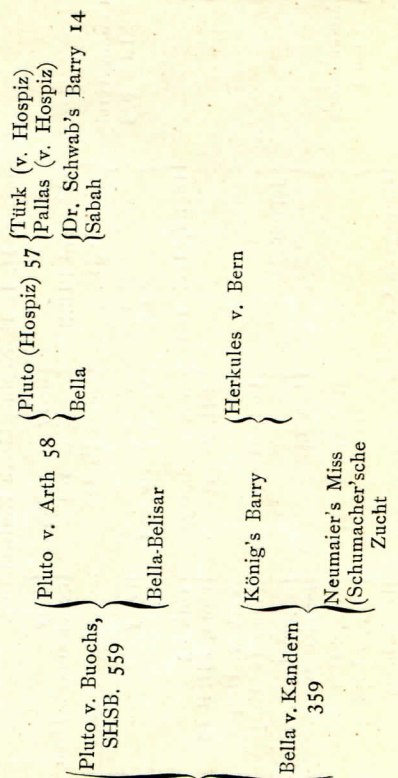 Pluto v. Buochs,
SHSB. 559
Pluto v. Arth 58
Pluto (Hospiz) 57
Türk (v. Hospiz)
Pallas (v. Hospiz)
Bella
Dr. Schwab's Barry 14
Sabah
Bella-Belisar
Bella v. Kandern
359
König's Barry
Herkules v. Bern
Neumaier's Miss
(Schumacher'sche
Zucht